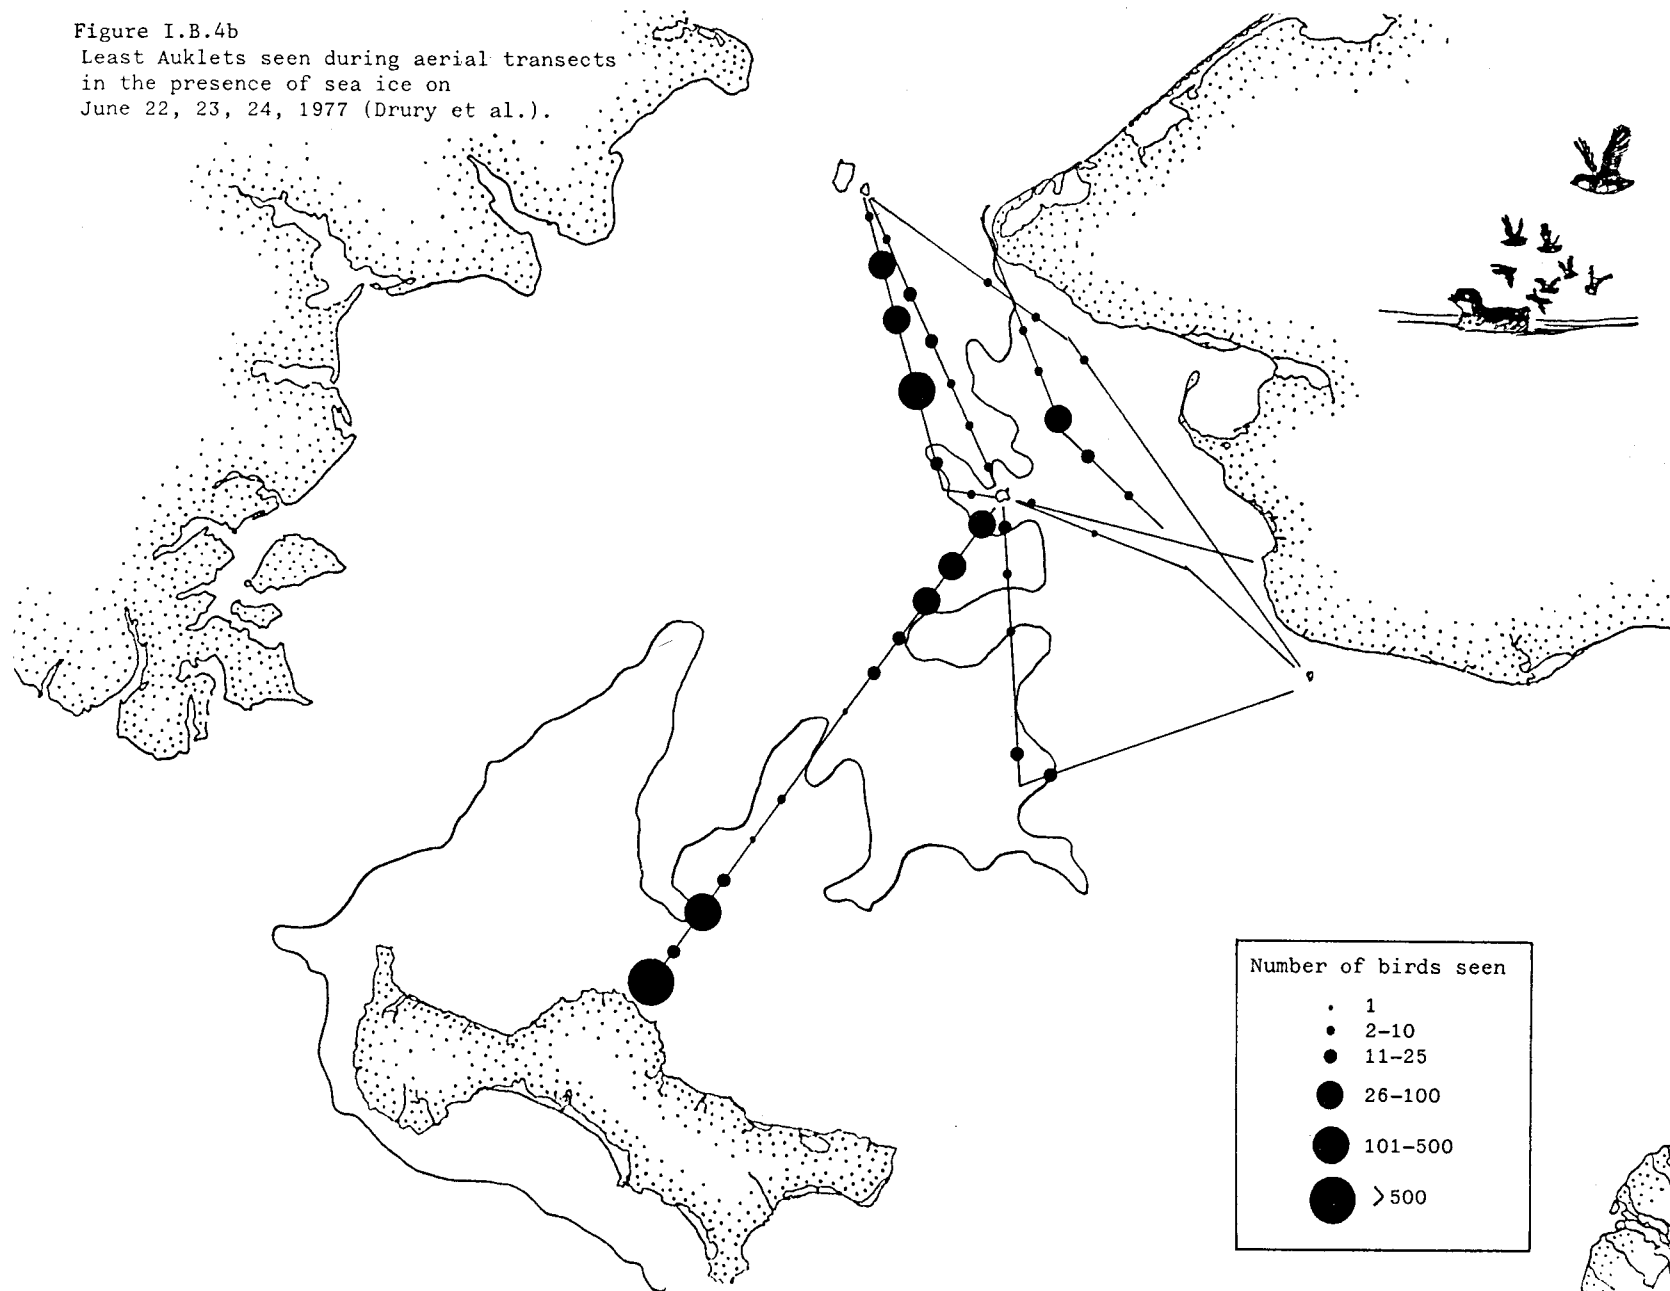 Figure I.B.4b
Least Auklets seen during aerial transects
in the presence of sea ice on
June 22, 23, 24, 1977 (Drury et al.).
Number of birds seen
1
2-10
11-25
26-100
101-500
>500